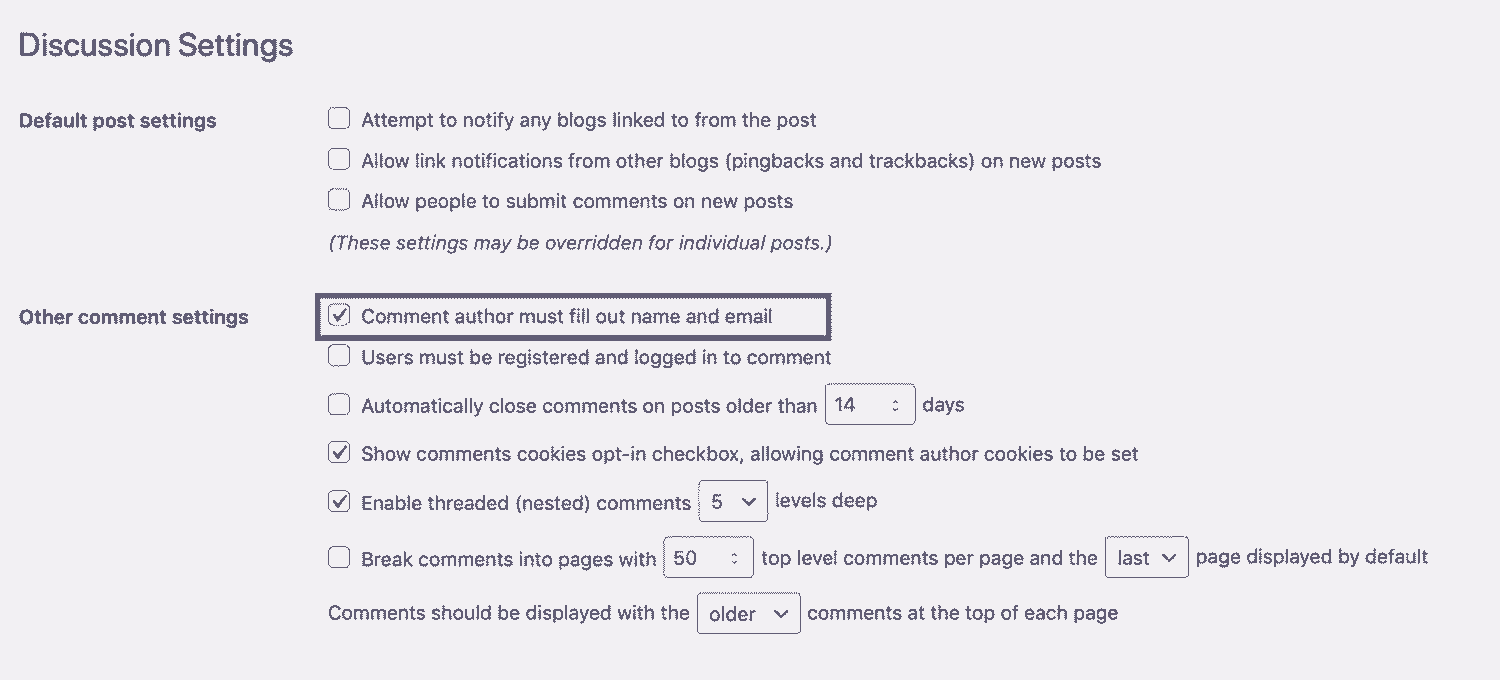 Discussion Settings
Default post settings
Attempt to notify any blogs linked to from the post
Allow link notifications from other blogs (pingbacks and trackbacks) on new posts
Allow people to submit comments on new posts
(These settings may be overridden for individual posts.)
Other comment settings
Comment author must fill out name and email
Users must be registered and logged in to comment
Automatically close comments on posts older than 14 days
Show comments cookies opt-in checkbox, allowing comment author cookies to be set
Enable threaded (nested) comments 5 levels deep
Break comments into pages with 50 top level comments per page and the last page displayed by default
Comments should be displayed with the older comments at the top of each page